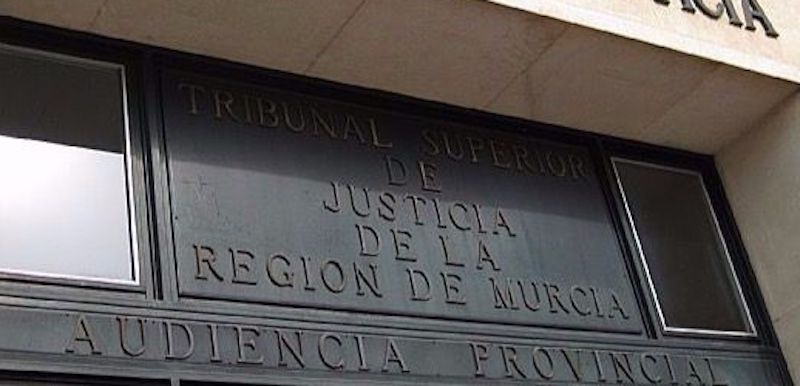 TRIBUNAL SUPERIOR
DE
JUSTICIA
DE LA
REGION DE MURCIA
AUDIENCIA PROVINCIAL